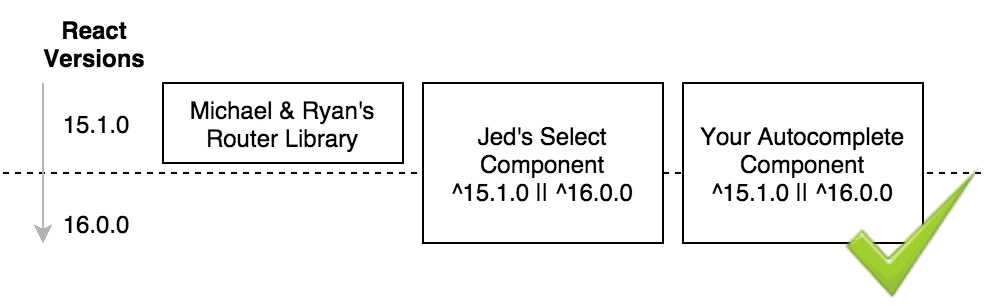 React
Versions
15.1.0
16.0.0
Michael & Ryan's
Router Library
Jed's Select
Component
^15.1.0 || ^16.0.0
Your Autocomplete
Component
^15.1.0 || ^16.0.0